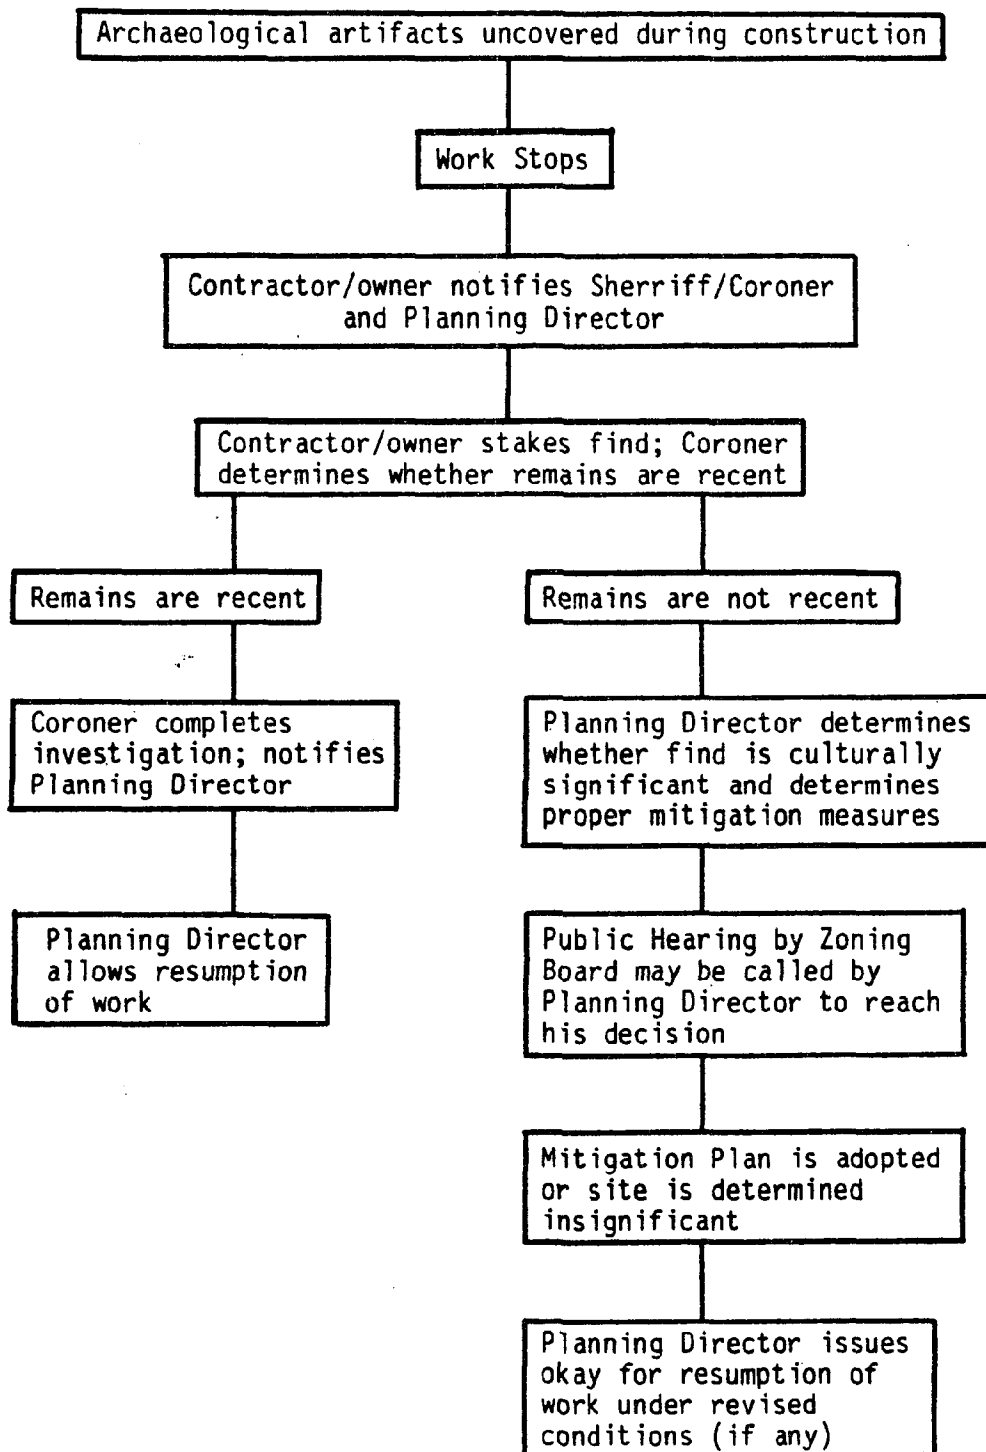 Archaeological artifacts uncovered during construction
Work Stops
Contractor/owner notifies Sherriff/Coroner
and Planning Director
Contractor/owner stakes find; Coroner
determines whether remains are recent
Remains are recent
Remains are not recent
Coroner completes
investigation; notifies
Planning Director
Planning Director determines
whether find is culturally
significant and determines
proper mitigation measures
Planning Director
allows resumption
of work
Public Hearing by Zoning
Board may be called by
Planning Director to reach
his decision
Mitigation Plan is adopted
or site is determined
insignificant
Planning Director issues
okay for resumption of
work under revised
conditions (if any)